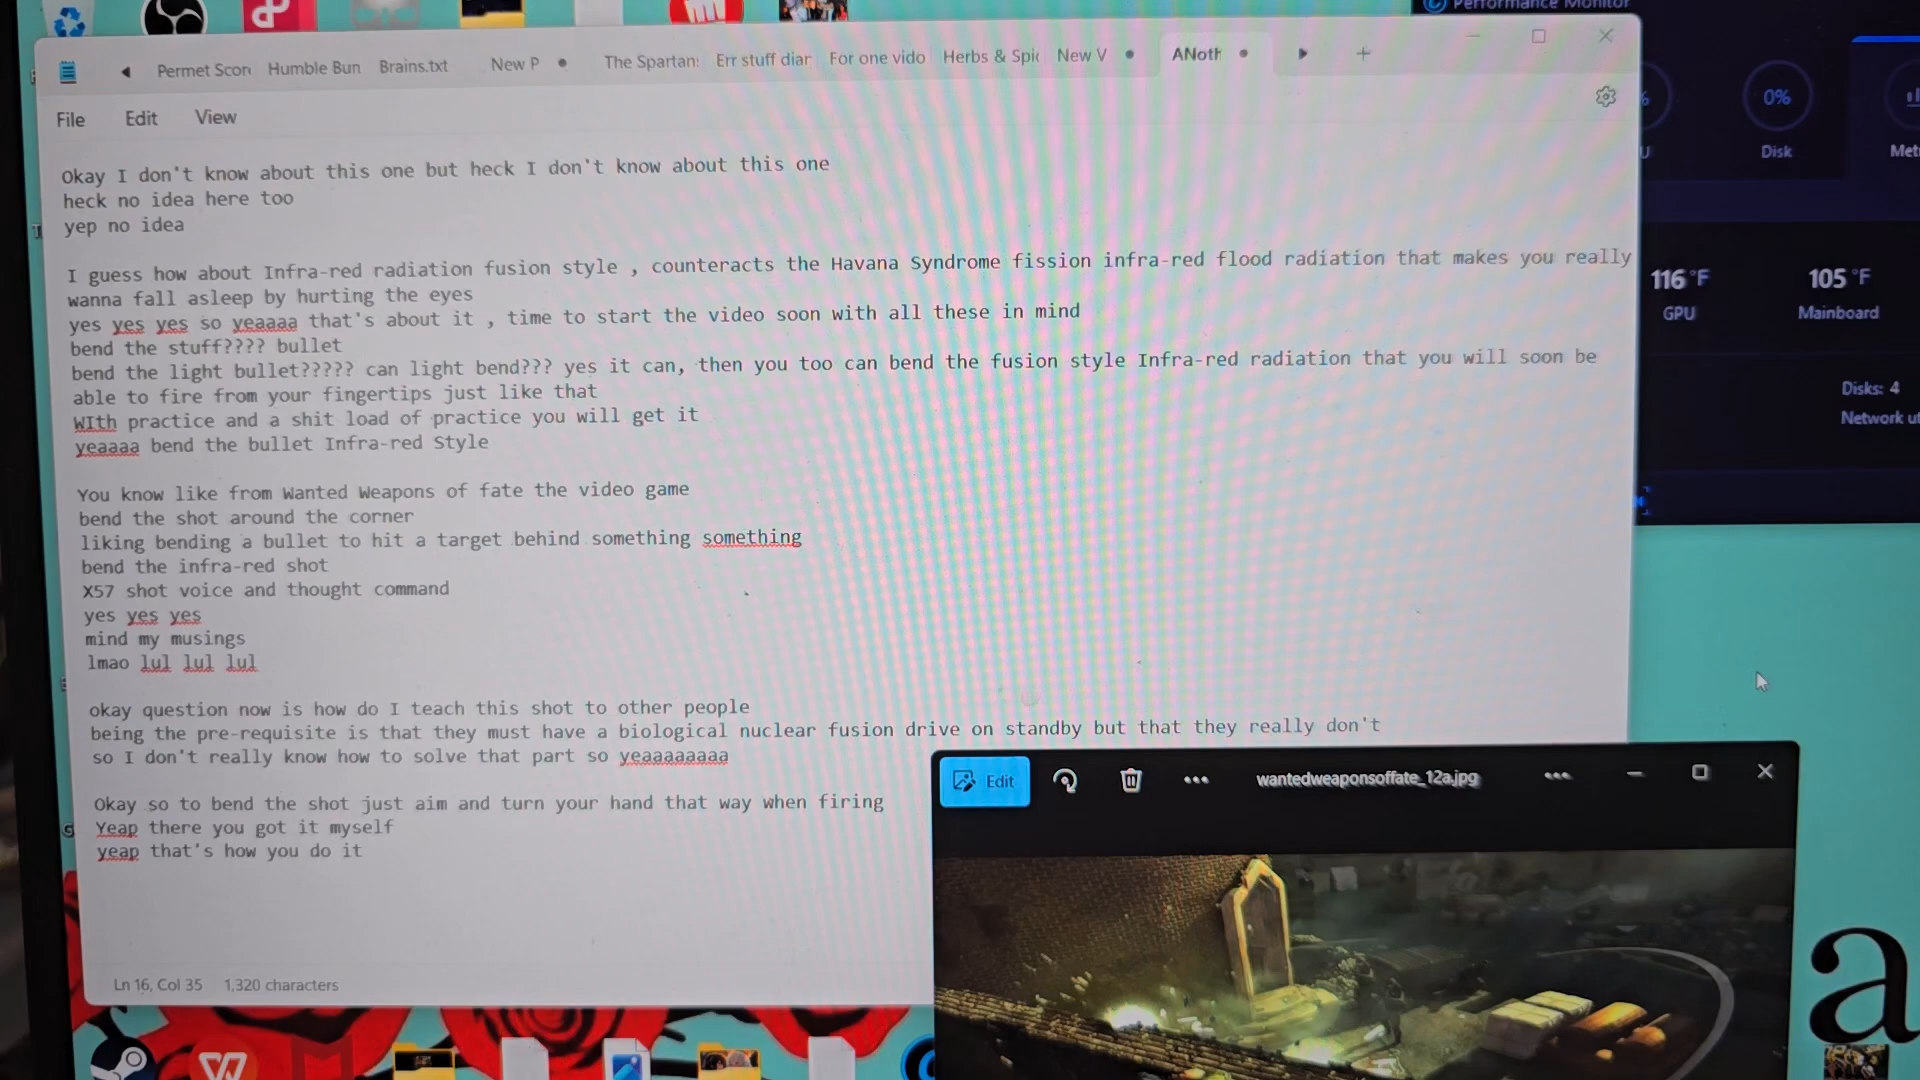 Performance Monitor
Permet Scor
Humble Bun
Brains.txt
New P
The Spartan:
Err stuff diar
For one vido
Herbs & Spi
New V
ANoth
File
Edit
View
0%
Disk
Okay I don't know about this one but heck I don't know about this one
heck no idea here too
yep no idea
I guess how about Infra-red radiation fusion style , counteracts the Havana Syndrome fission infra-red flood radiation that makes you really
wanna fall asleep by hurting the eyes
yes yes yes so yeaaaa that's about it , time to start the video soon with all these in mind
bend the stuff???? bullet
bend the light bullet????? can light bend??? yes it can, then you too can bend the fusion style Infra-red radiation that you will soon be
able to fire from your fingertips just like that
WIth practice and a shit load of practice you will get it
yeaaaa bend the bullet Infra-red Style
You know like from Wanted Weapons of fate the video game
bend the shot around the corner
liking bending a bullet to hit a target behind something something
bend the infra-red shot
X57 shot voice and thought command
yes yes yes
mind my musings
lmao lul lul lul
okay question now is how do I teach this shot to other people
being the pre-requisite is that they must have a biological nuclear fusion drive on standby but that they really don't
so I don't really know how to solve that part so yeaaaaaaaa
Okay so to bend the shot just aim and turn your hand that way when firing
Yeap there you got it myself
yeap that's how you do it
Ln 16, Col 35
1,320 characters
116 °F
105 °F
GPU
Mainboard
Disks: 4
Network
Edit
wantedweaponsoffate_12a.jpg
a